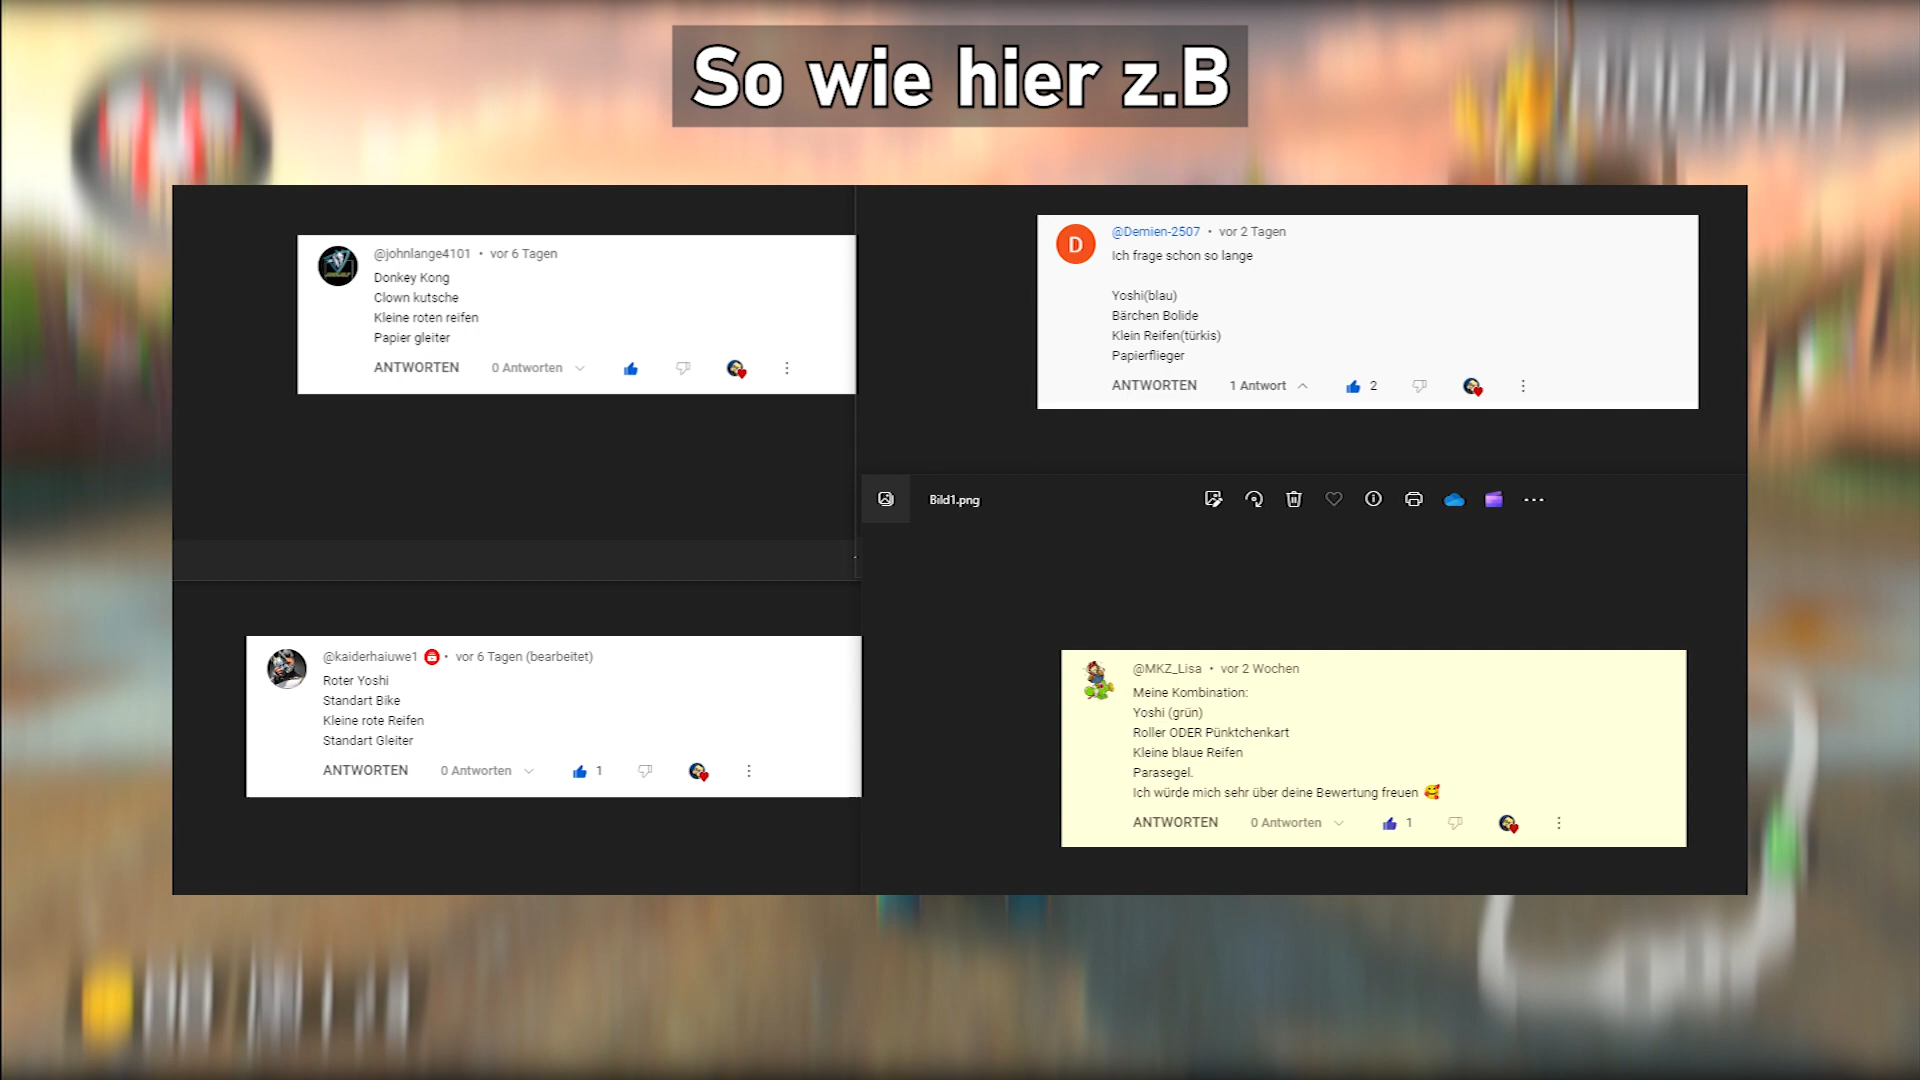 So wie hier z.B
@johnlange4101 • vor 6 Tagen
Donkey Kong
Clown kutsche
Kleine roten reifen
Papier gleiter
ANTWORTEN 0 Antworten
D
@Demien-2507 • vor 2 Tagen
Ich frage schon so lange
Yoshi(blau)
Bärchen Bolide
Klein Reifen(türkis)
Papierflieger
ANTWORTEN 1 Antwort 2
Bild1.png
@kaiderhaiuwe1 • vor 6 Tagen (bearbeitet)
Roter Yoshi
Standart Bike
Kleine rote Reifen
Standart Gleiter
ANTWORTEN 0 Antworten 1
@MKZ_Lisa • vor 2 Wochen
Meine Kombination:
Yoshi (grün)
Roller ODER Pünktchenkart
Kleine blaue Reifen
Parasegel.
Ich würde mich sehr über deine Bewertung freuen 🥰
ANTWORTEN 0 Antworten 1